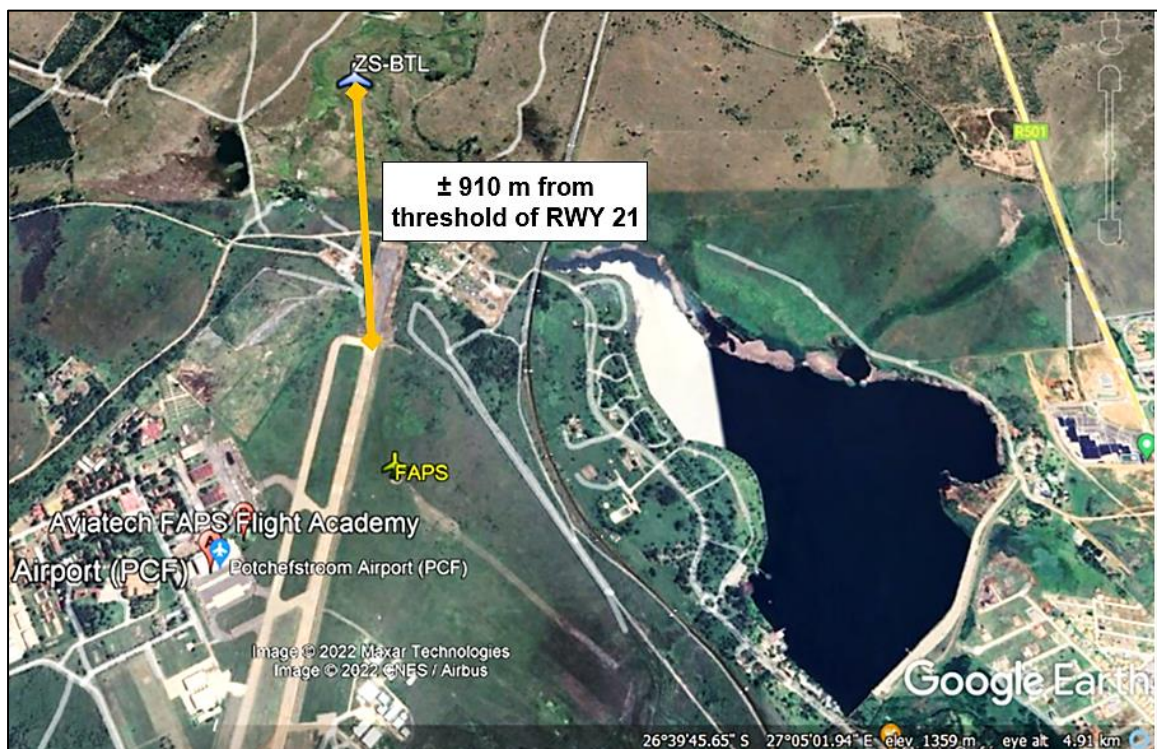 ZS-BTL
R501
± 910 m from
threshold of RWY 21
FAPS
Aviatech FAPS Flight Academy
Airport (PCF)
Potchefstroom Airport (PCF)
Image © 2022 Maxar Technologies
Image © 2022 CNES / Airbus
Google Earth
26°39'45.65" S 27°05'01.94" E elev 1359 m eye alt 4.91 km